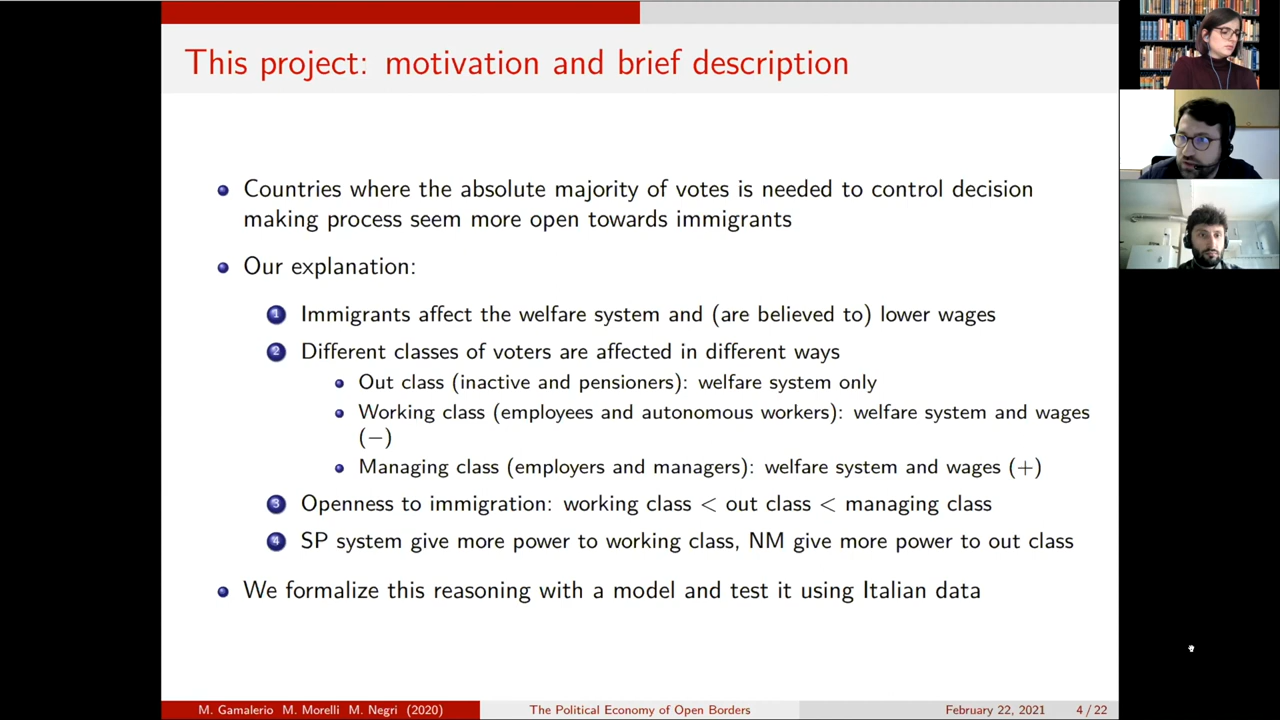 This project: motivation and brief description
Countries where the absolute majority of votes is needed to control decision
making process seem more open towards immigrants
Our explanation:
1 Immigrants affect the welfare system and (are believed to) lower wages
2 Different classes of voters are affected in different ways
Out class (inactive and pensioners): welfare system only
Working class (employees and autonomous workers): welfare system and wages
(−)
Managing class (employers and managers): welfare system and wages (+)
3 Openness to immigration: working class < out class < managing class
4 SP system give more power to working class, NM give more power to out class
We formalize this reasoning with a model and test it using Italian data
M. Gamalerio M. Morelli M. Negri (2020) The Political Economy of Open Borders February 22, 2021 4 / 22